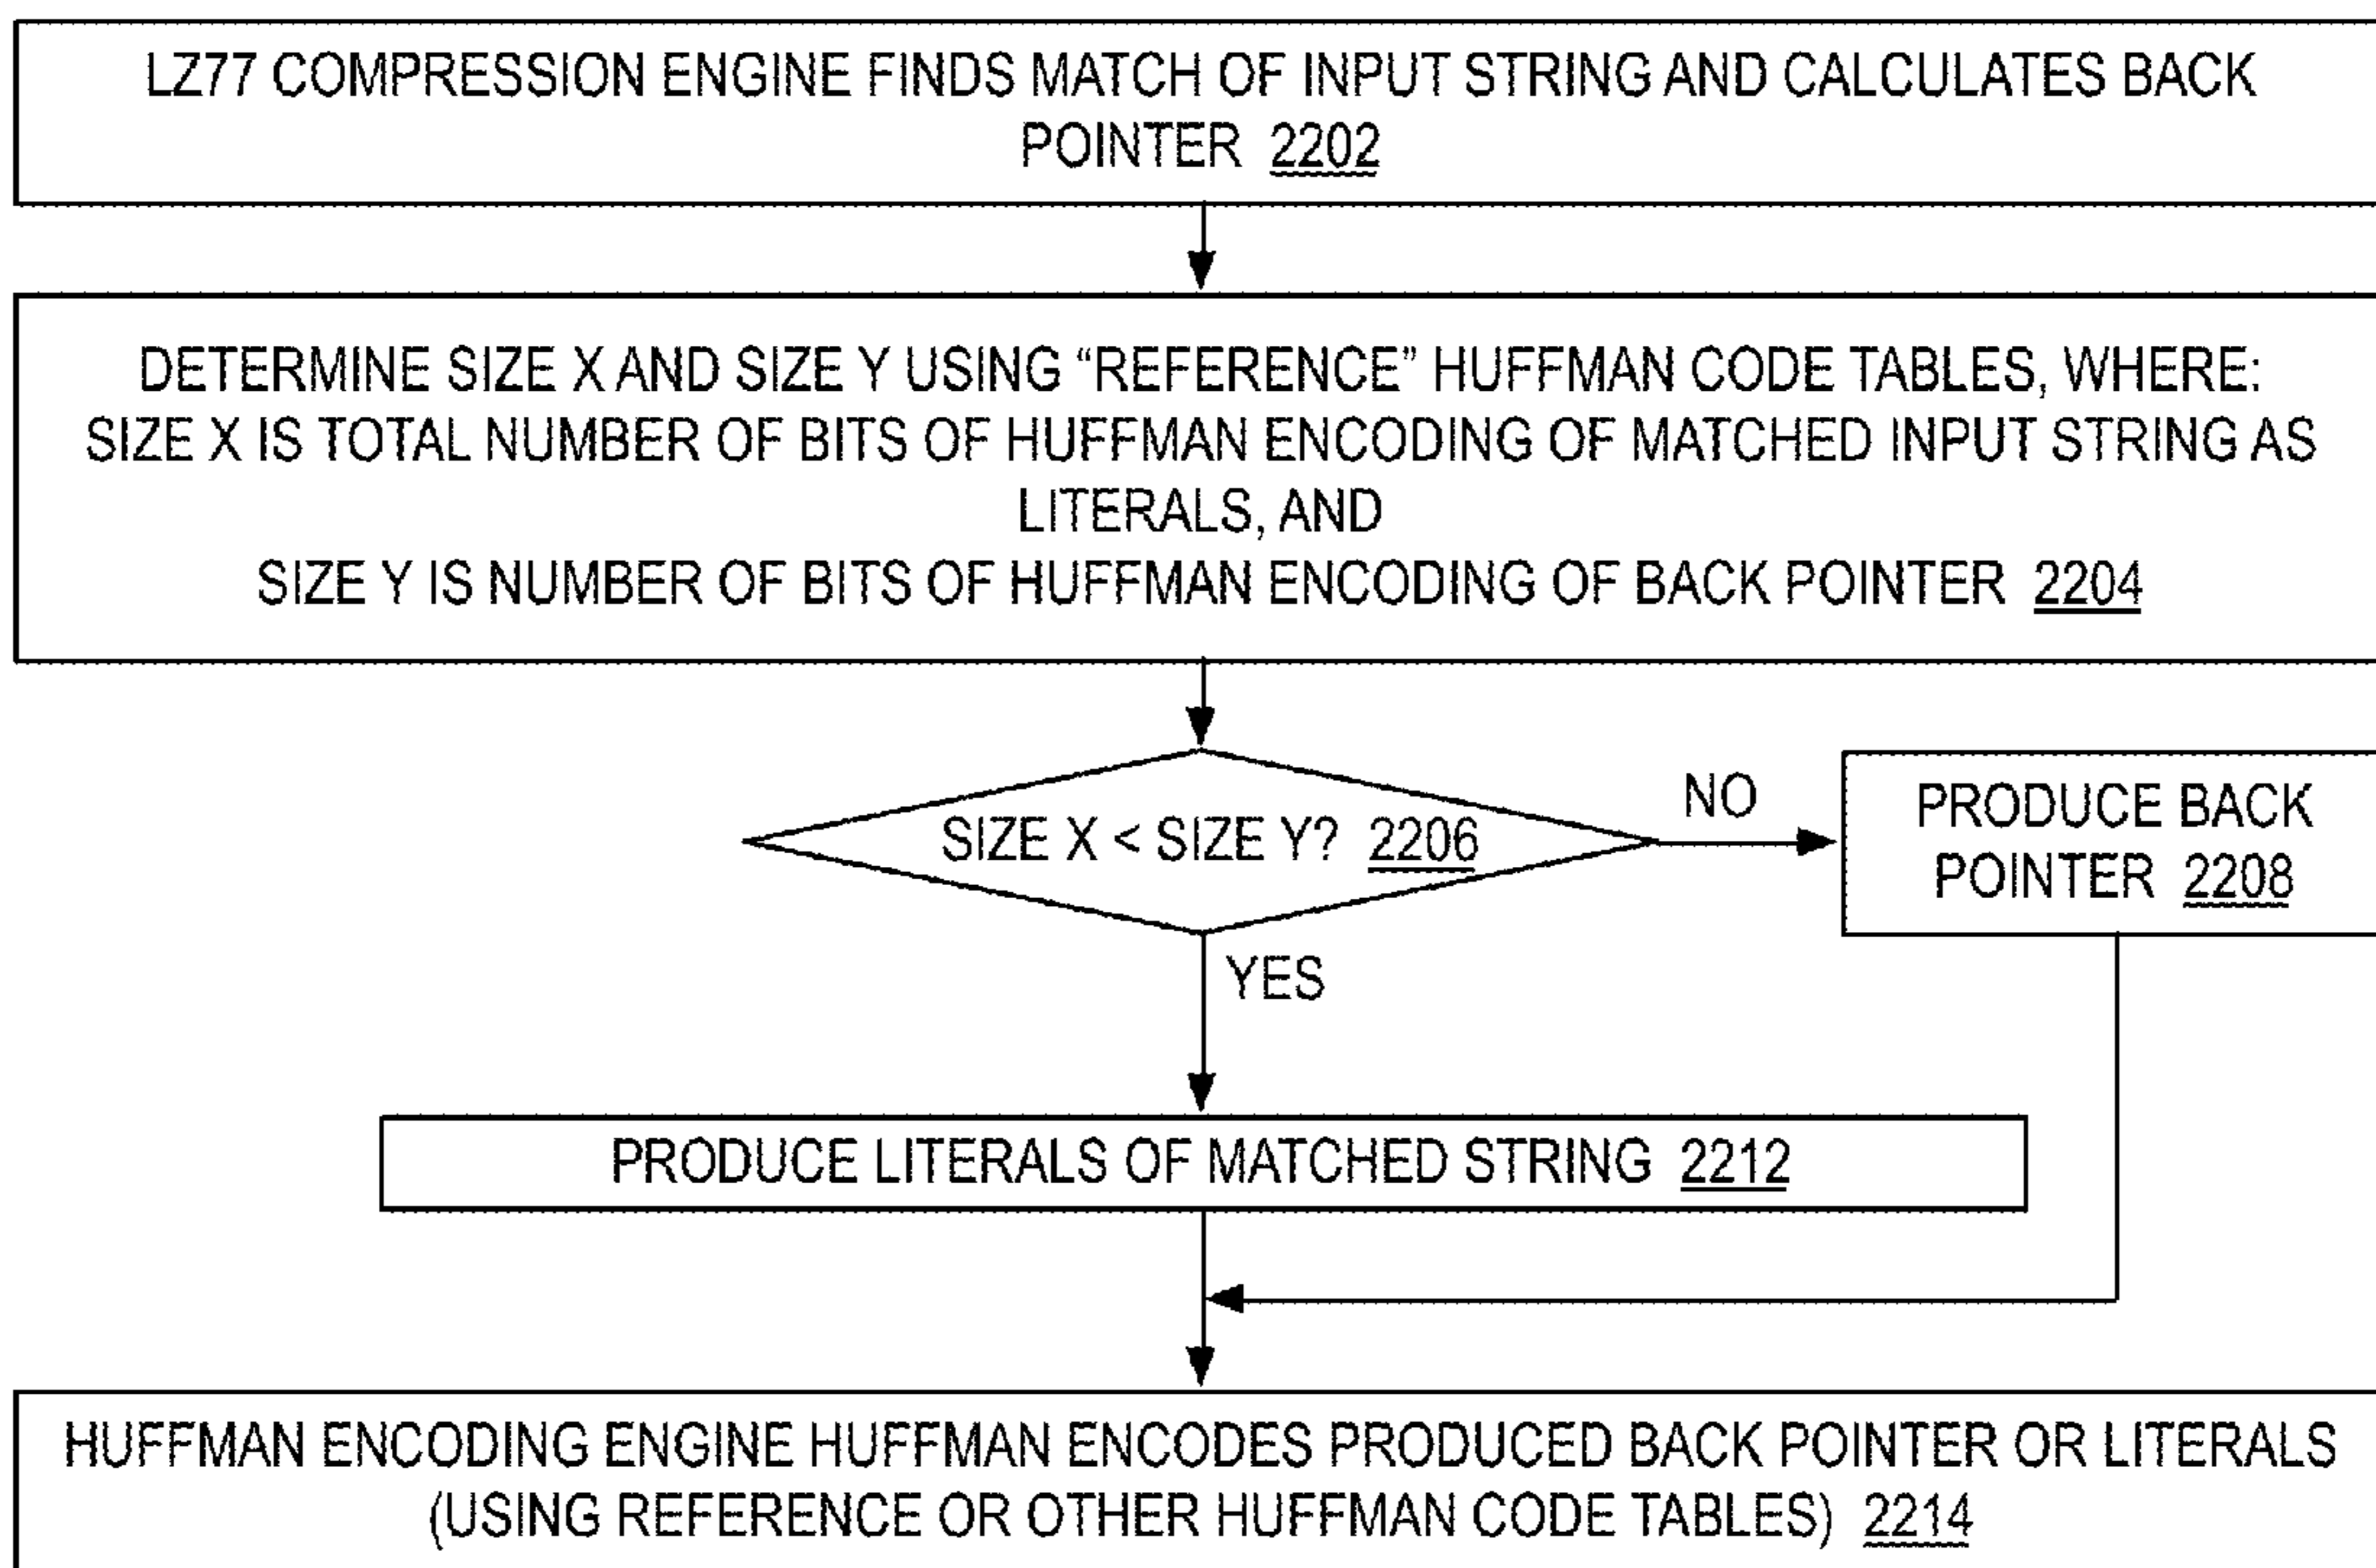 LZ77 COMPRESSION ENGINE FINDS MATCH OF INPUT STRING AND CALCULATES BACK
POINTER 2202
DETERMINE SIZE X AND SIZE Y USING “REFERENCE” HUFFMAN CODE TABLES, WHERE:
SIZE X IS TOTAL NUMBER OF BITS OF HUFFMAN ENCODING OF MATCHED INPUT STRING AS
LITERALS, AND
SIZE Y IS NUMBER OF BITS OF HUFFMAN ENCODING OF BACK POINTER 2204
SIZE X < SIZE Y? 2206
NO
PRODUCE BACK
POINTER 2208
YES
PRODUCE LITERALS OF MATCHED STRING 2212
HUFFMAN ENCODING ENGINE HUFFMAN ENCODES PRODUCED BACK POINTER OR LITERALS
(USING REFERENCE OR OTHER HUFFMAN CODE TABLES) 2214